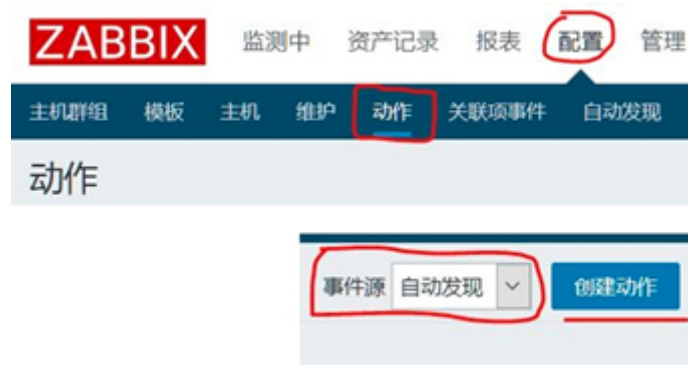 ZABBIX 监测中 资产记录 报表 配置 管理
主机群组 模板 主机 维护 动作 关联项事件 自动发现
动作
事件源 自动发现 创建动作